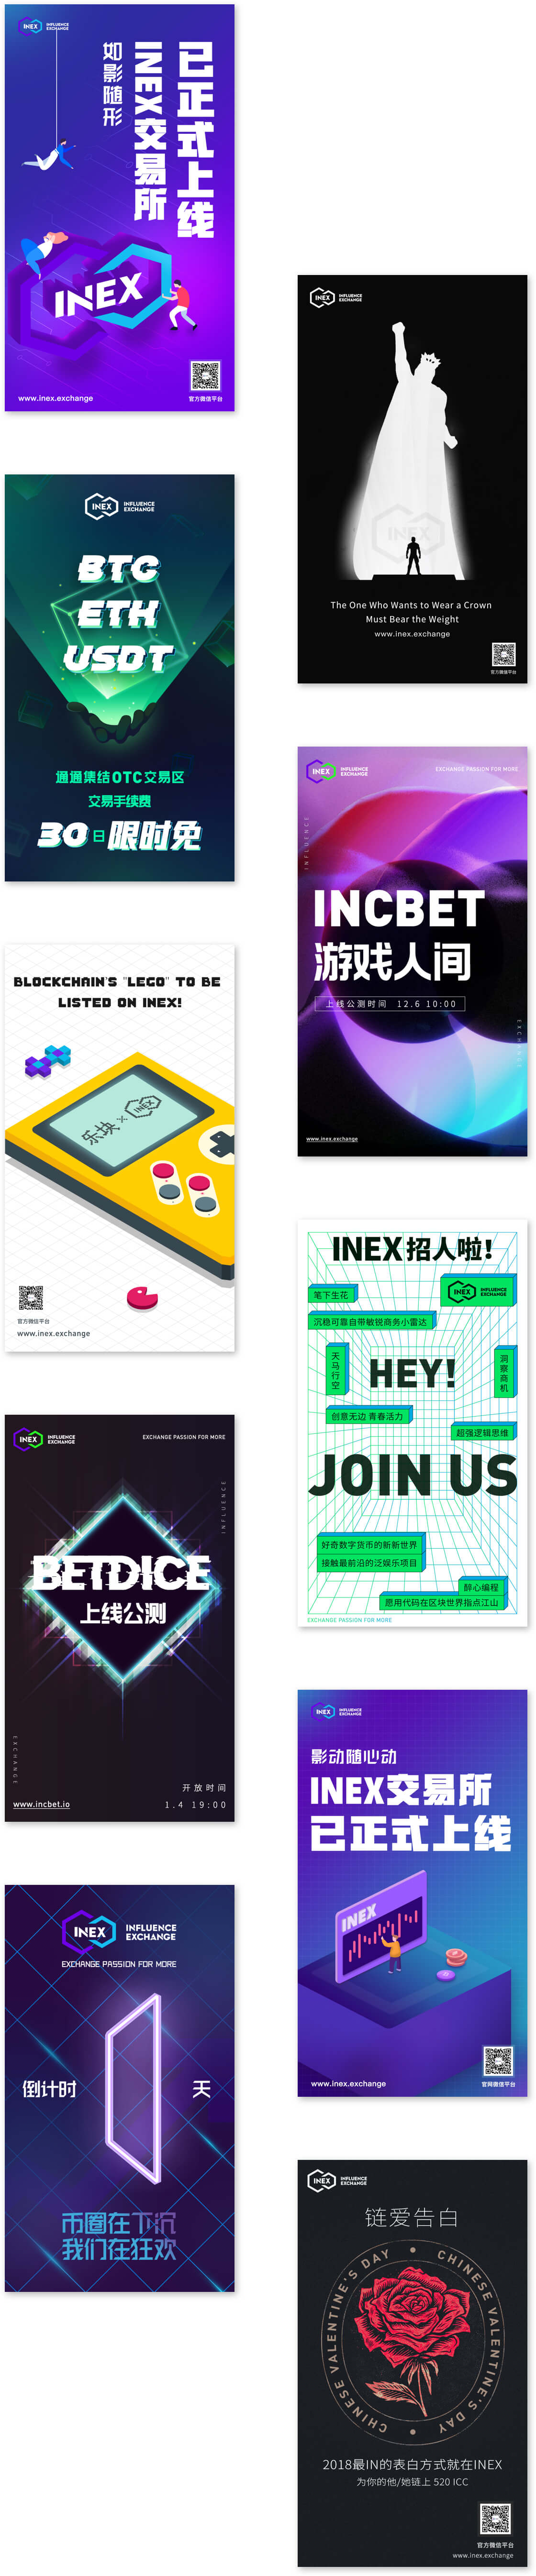 INEX
INFLUENCE
EXCHANGE
已正式上线
INEX交易所
如影随形
INEX
www.inex.exchange
官方微信平台
INEX
INFLUENCE
EXCHANGE
INEX
The One Who Wants to Wear a Crown
Must Bear the Weight
www.inex.exchange
官方微信平台
INEX
INFLUENCE
EXCHANGE
BTC
ETH
USDT
通通集结OTC交易区
交易手续费
30日限时免
INEX
INFLUENCE
EXCHANGE
EXCHANGE PASSION FOR MORE
INFLUENCE
INCBET
游戏人间
上线公测时间 12.6 10:00
EXCHANGE
www.inex.exchange
BLOCKCHAIN'S "LEGO" TO BE
LISTED ON INEX!
乐块 × INEX
官方微信平台
www.inex.exchange
INEX招人啦!
笔下生花
INEX
INFLUENCE
EXCHANGE
沉稳可靠自带敏锐商务小雷达
天马行空
HEY!
洞察商机
创意无边 青春活力
超强逻辑思维
JOIN US
好奇数字货币的新新世界
接触最前沿的泛娱乐项目
醉心编程
愿用代码在区块世界指点江山
EXCHANGE PASSION FOR MORE
INEX
INFLUENCE
EXCHANGE
EXCHANGE PASSION FOR MORE
INFLUENCE
BETDICE
上线公测
EXCHANGE
开放时间
www.incbet.io
1.4 19:00
INEX
INFLUENCE
EXCHANGE
影动随心动
INEX交易所
已正式上线
INEX
www.inex.exchange
官网微信平台
INEX
INFLUENCE
EXCHANGE
EXCHANGE PASSION FOR MORE
倒计时
1
天
币圈在下沉
我们在狂欢
INEX
INFLUENCE
EXCHANGE
链爱告白
CHINESE VALENTINE'S DAY
CHINESE VALENTINE'S DAY
2018最IN的表白方式就在INEX
为你的他/她链上 520 ICC
官方微信平台
www.inex.exchange